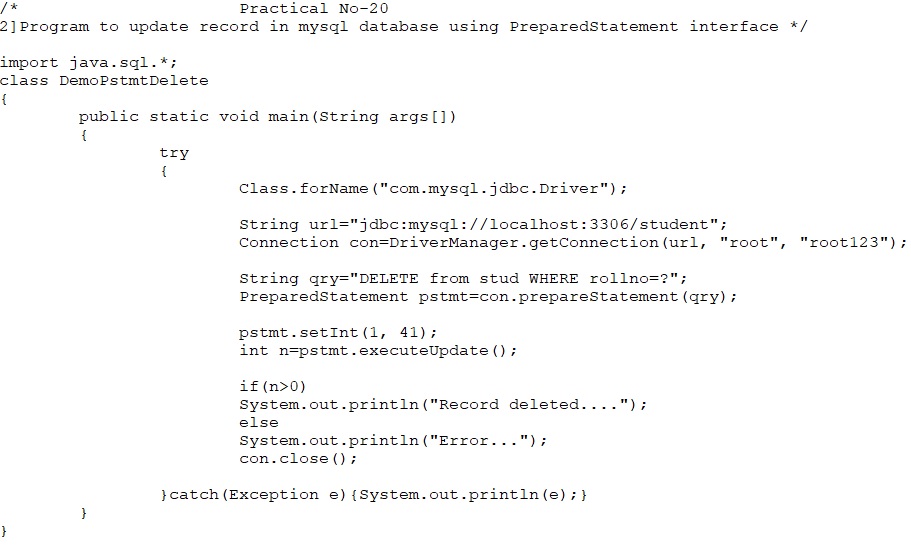 /*                      Practical No-20
2]Program to update record in mysql database using PreparedStatement interface */
import java.sql.*;
class DemoPstmtDelete
{
        public static void main(String args[])
        {
                try
                {
                        Class.forName("com.mysql.jdbc.Driver");
                        String url="jdbc:mysql://localhost:3306/student";
                        Connection con=DriverManager.getConnection(url, "root", "root123");
                        String qry="DELETE from stud WHERE rollno=?";
                        PreparedStatement pstmt=con.prepareStatement(qry);
                        pstmt.setInt(1, 41);
                        int n=pstmt.executeUpdate();
                        if(n>0)
                        System.out.println("Record deleted....");
                        else
                        System.out.println("Error...");
                        con.close();
                }catch(Exception e){System.out.println(e);}
        }
}